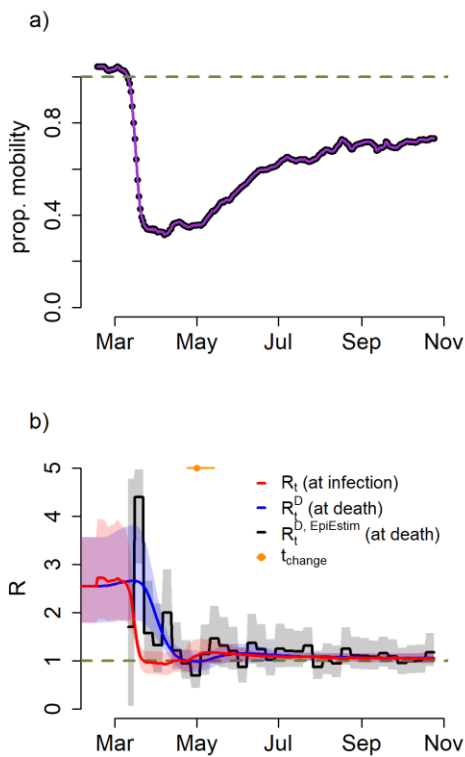 a)
prop. mobility
0.8
0.4
0.0
Mar May Jul Sep Nov
b)
R
5
4
3
2
1
0
Rt (at infection)
RtD (at death)
RtD, EpiEstim (at death)
tchange
Mar May Jul Sep Nov